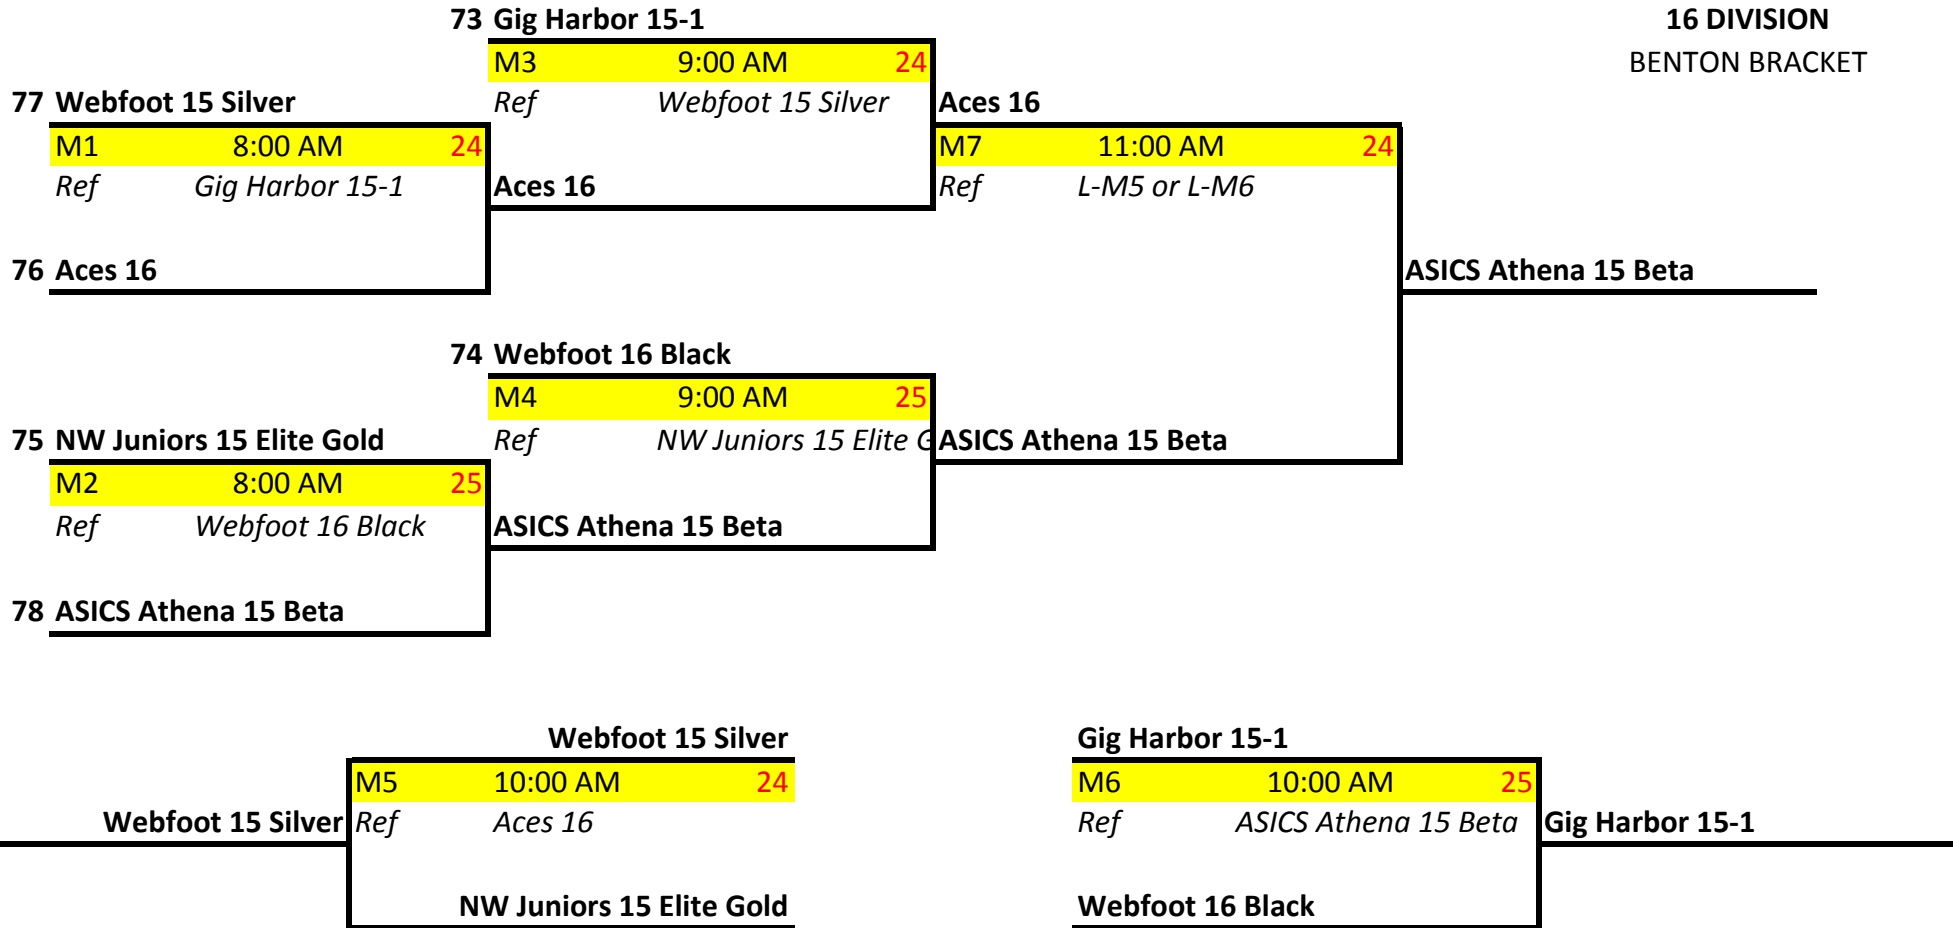 73 Gig Harbor 15-1 16 DIVISION
M3 9:00 AM 24 BENTON BRACKET
77 Webfoot 15 Silver Ref Webfoot 15 Silver Aces 16
M1 8:00 AM 24 M7 11:00 AM 24
Ref Gig Harbor 15-1 Aces 16 Ref L-M5 or L-M6
76 Aces 16 ASICS Athena 15 Beta
74 Webfoot 16 Black
M4 9:00 AM 25
75 NW Juniors 15 Elite Gold Ref NW Juniors 15 Elite G ASICS Athena 15 Beta
M2 8:00 AM 25
Ref Webfoot 16 Black ASICS Athena 15 Beta
78 ASICS Athena 15 Beta
Webfoot 15 Silver Gig Harbor 15-1
M5 10:00 AM 24 M6 10:00 AM 25
Webfoot 15 Silver Ref Aces 16 Ref ASICS Athena 15 Beta Gig Harbor 15-1
NW Juniors 15 Elite Gold Webfoot 16 Black